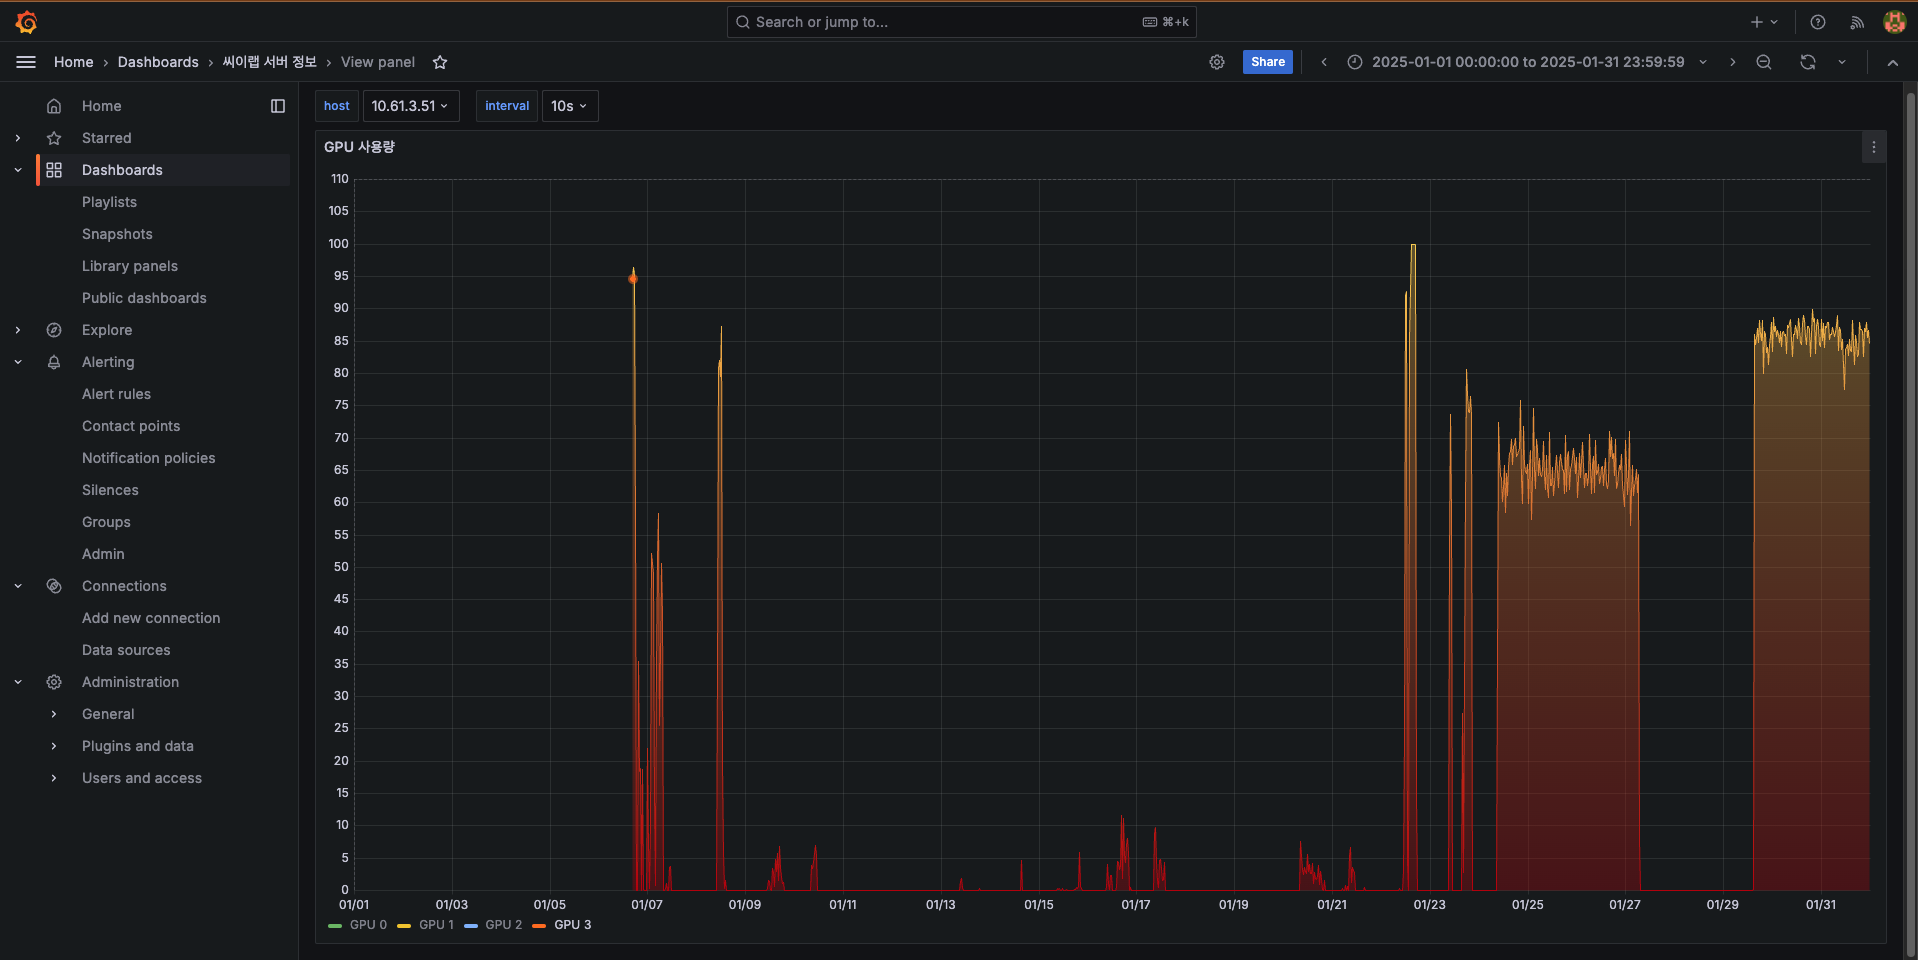 Search or jump to...
⌘+k
Home › Dashboards › 씨이랩 서버 정보 › View panel
Share
2025-01-01 00:00:00 to 2025-01-31 23:59:59
Home
Starred
Dashboards
Playlists
Snapshots
Library panels
Public dashboards
Explore
Alerting
Alert rules
Contact points
Notification policies
Silences
Groups
Admin
Connections
Add new connection
Data sources
Administration
General
Plugins and data
Users and access
host 10.61.3.51 interval 10s
GPU 사용량
110
105
100
95
90
85
80
75
70
65
60
55
50
45
40
35
30
25
20
15
10
5
0
01/01 01/03 01/05 01/07 01/09 01/11 01/13 01/15 01/17 01/19 01/21 01/23 01/25 01/27 01/29 01/31
GPU 0 GPU 1 GPU 2 GPU 3